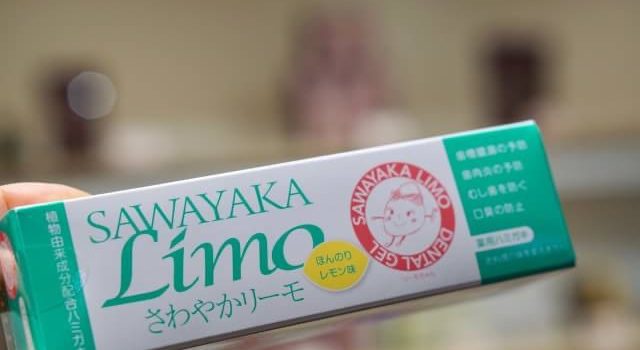 植物由来成分配合ハミガキ
SAWAYAKA
Limo
さわやかリーモ
ほんのり
レモン味
SAWAYAKA LIMO
DENTAL GEL
歯槽膿漏の予防
歯肉炎の予防
むし歯を防ぐ
口臭の防止
薬用ハミガキ